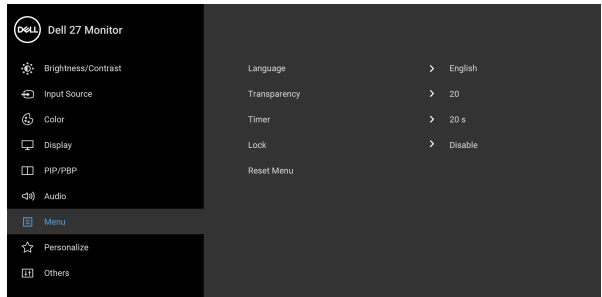 DELL Dell 27 Monitor
Brightness/Contrast
Language English
Input Source
Transparency 20
Color
Timer 20 s
Display
Lock Disable
PIP/PBP
Reset Menu
Audio
Menu
Personalize
Others